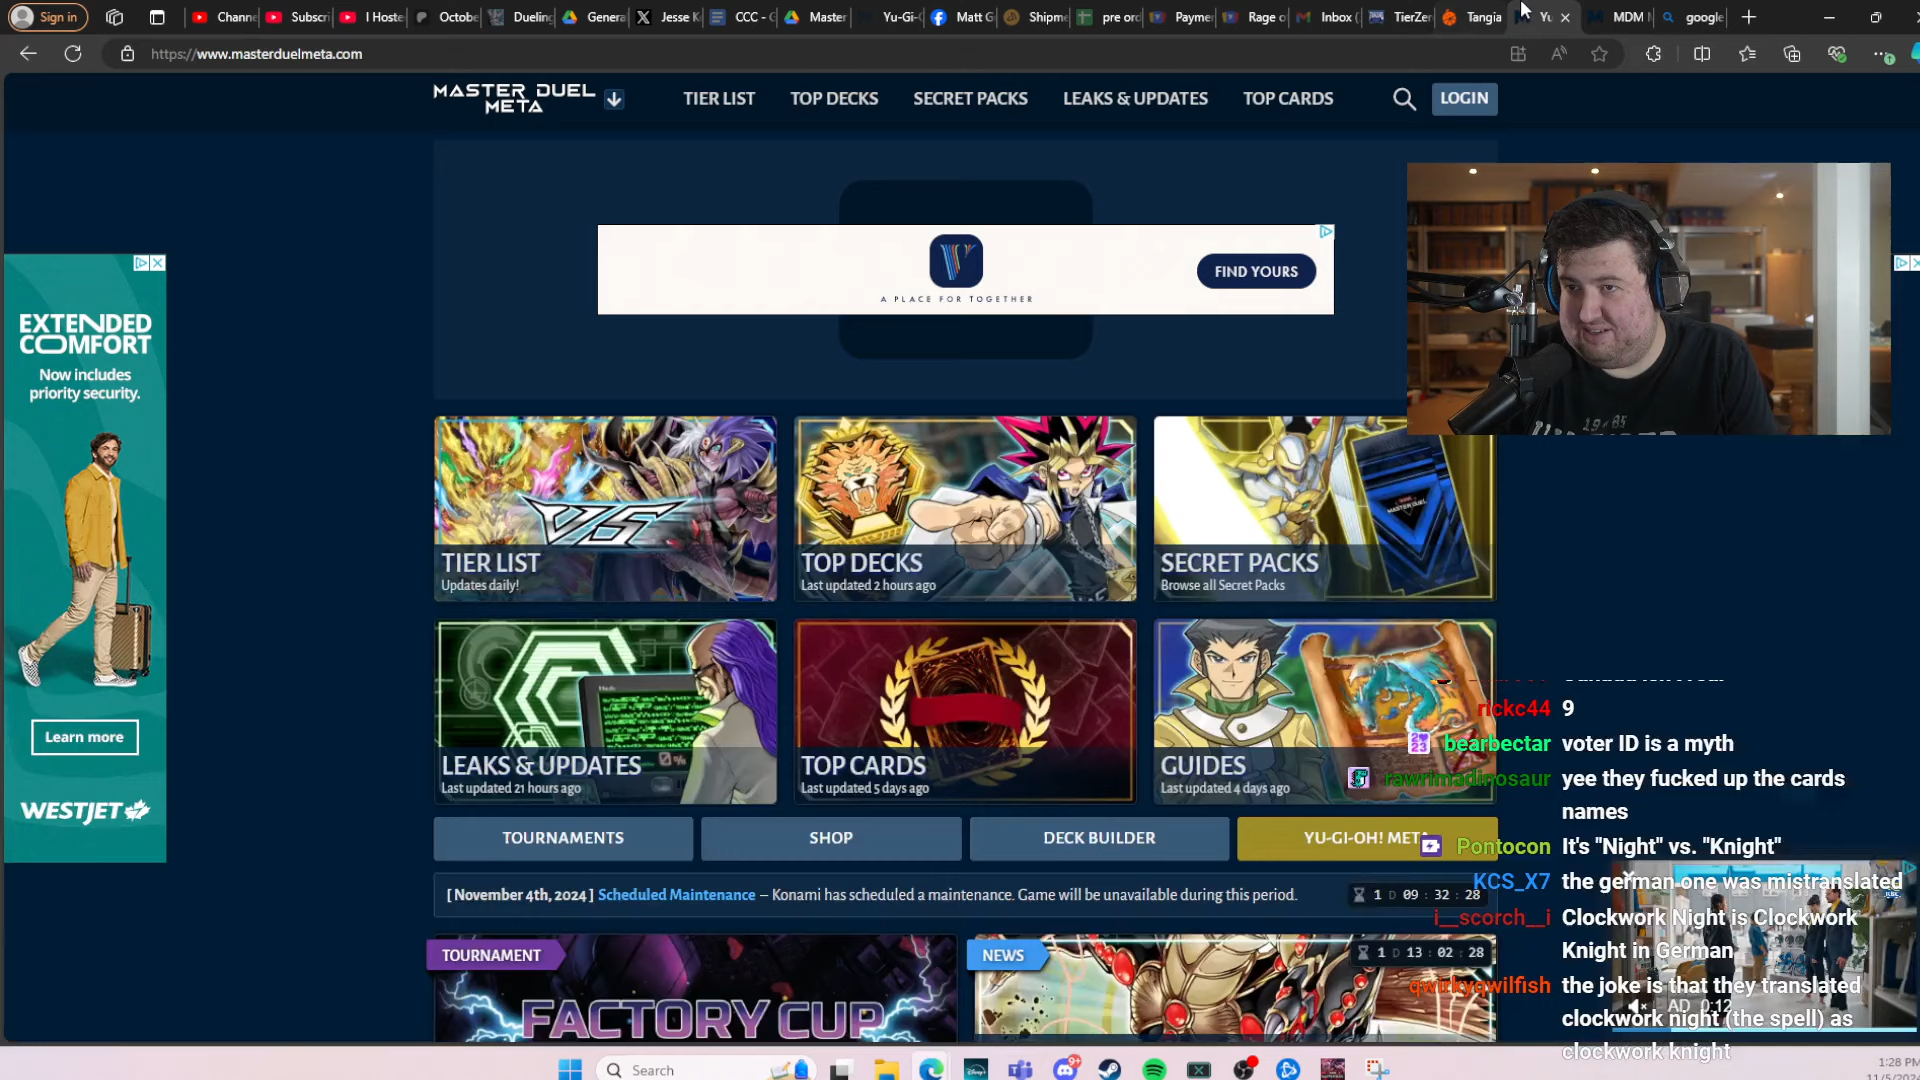 Sign in
Chann
Subscri
I Hoste
Octobe
Dueling
Genera
Jesse K
CCC - G
Master
Yu-Gi-C
Matt G
Shipme
pre ord
Payme
Rage o
Inbox (
TierZer
Tangia
Yu
MDM M
google
https://www.masterduelmeta.com
MASTER DUEL
META
TIER LIST
TOP DECKS
SECRET PACKS
LEAKS & UPDATES
TOP CARDS
LOGIN
A PLACE FOR TOGETHER
FIND YOURS
EXTENDED
COMFORT
Now includes
priority security.
Learn more
WESTJET
VS
TIER LIST
Updates daily!
TOP DECKS
Last updated 2 hours ago
MASTER DUEL
SECRET PACKS
Browse all Secret Packs
LEAKS & UPDATES
Last updated 21 hours ago
TOP CARDS
Last updated 5 days ago
GUIDES
Last updated 4 days ago
TOURNAMENTS
SHOP
DECK BUILDER
YU-GI-OH! META
[ November 4th, 2024 ] Scheduled Maintenance – Konami has scheduled a maintenance. Game will be unavailable during this period.
1 D 09 : 32 : 28
TOURNAMENT
FACTORY CUP
NEWS
1 D 13 : 02 : 28
rickc44 9
bearbectar voter ID is a myth
rawrimadinosaur yee they fucked up the cards
names
Pontocon It's "Night" vs. "Knight"
KCS_X7 the german one was mistranslated
i__scorch__i Clockwork Night is Clockwork
Knight in German
qwirkyqwilfish the joke is that they translated
clockwork night (the spell) as
clockwork knight
AD 0:12
Search
1:28 PM